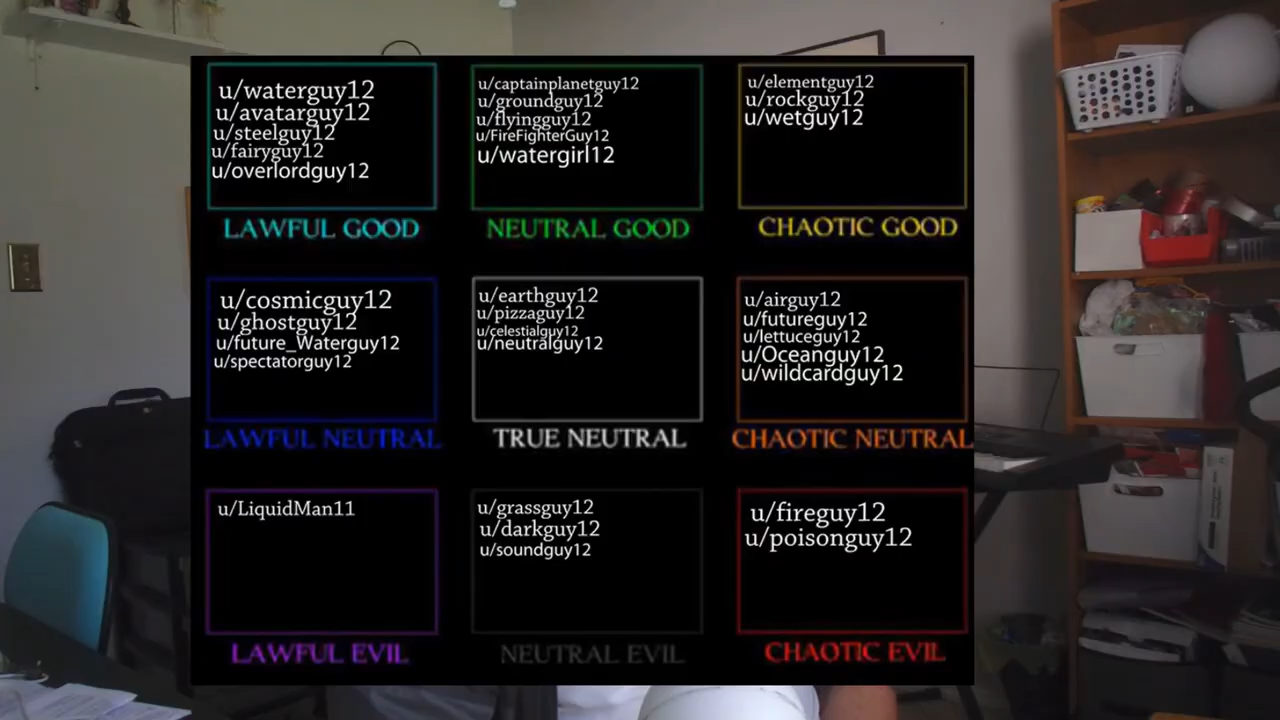 u/waterguy12
u/avatarguy12
u/steelguy12
u/fairyguy12
u/overlordguy12
LAWFUL GOOD
u/captainplanetguy12
u/groundguy12
u/flyingguy12
u/FireFighterGuy12
u/watergirl12
NEUTRAL GOOD
u/elementguy12
u/rockguy12
u/wetguy12
CHAOTIC GOOD
u/cosmicguy12
u/ghostguy12
u/future_Waterguy12
u/spectatorguy12
LAWFUL NEUTRAL
u/earthguy12
u/pizzaguy12
u/celestialguy12
u/neutralguy12
TRUE NEUTRAL
u/airguy12
u/futureguy12
u/lettuceguy12
u/Oceanguy12
u/wildcardguy12
CHAOTIC NEUTRAL
u/LiquidMan11
LAWFUL EVIL
u/grassguy12
u/darkguy12
u/soundguy12
NEUTRAL EVIL
u/fireguy12
u/poisonguy12
CHAOTIC EVIL